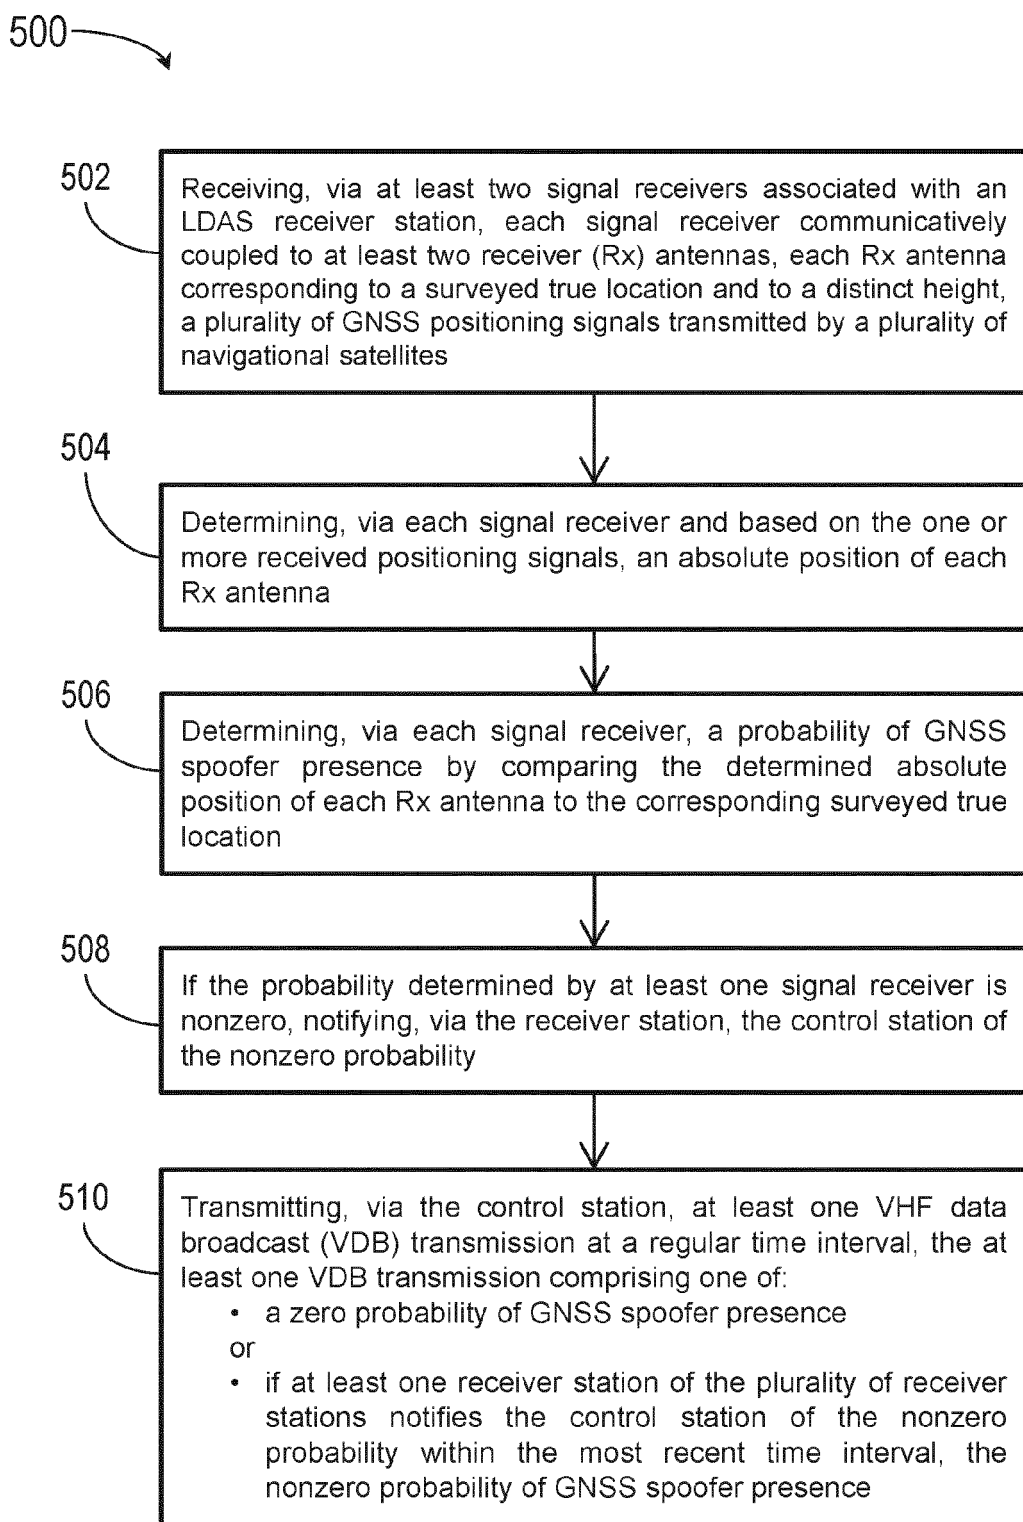 500
502
Receiving, via at least two signal receivers associated with an
LDAS receiver station, each signal receiver communicatively
coupled to at least two receiver (Rx) antennas, each Rx antenna
corresponding to a surveyed true location and to a distinct height,
a plurality of GNSS positioning signals transmitted by a plurality of
navigational satellites
504
Determining, via each signal receiver and based on the one or
more received positioning signals, an absolute position of each
Rx antenna
506
Determining, via each signal receiver, a probability of GNSS
spoofer presence by comparing the determined absolute
position of each Rx antenna to the corresponding surveyed true
location
508
If the probability determined by at least one signal receiver is
nonzero, notifying, via the receiver station, the control station of
the nonzero probability
510
Transmitting, via the control station, at least one VHF data
broadcast (VDB) transmission at a regular time interval, the at
least one VDB transmission comprising one of:
• a zero probability of GNSS spoofer presence
or
• if at least one receiver station of the plurality of receiver
stations notifies the control station of the nonzero
probability within the most recent time interval, the
nonzero probability of GNSS spoofer presence